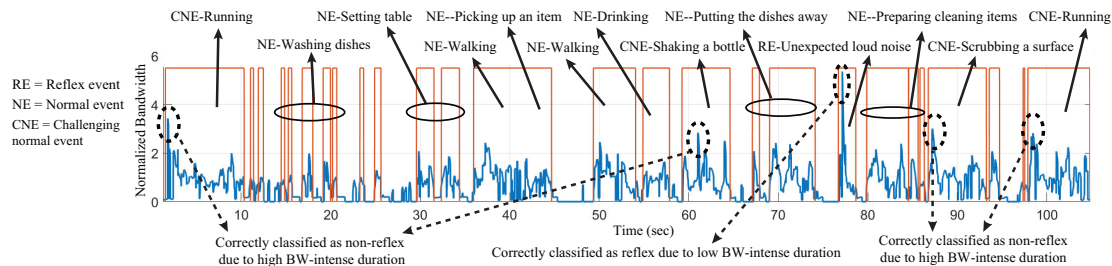 CNE-Running
NE-Setting table
NE--Picking up an item
NE-Drinking
NE--Putting the dishes away
NE--Preparing cleaning items
CNE-Running
NE-Washing dishes
NE-Walking
NE-Walking
CNE-Shaking a bottle
RE-Unexpected loud noise
CNE-Scrubbing a surface
RE = Reflex event
NE = Normal event
CNE = Challenging
normal event
Normalized Bandwidth
6
4
2
0
10
20
30
40
50
60
70
80
90
100
Time (sec)
Correctly classified as non-reflex
due to high BW-intense duration
Correctly classified as reflex due to low BW-intense duration
Correctly classified as non-reflex
due to high BW-intense duration